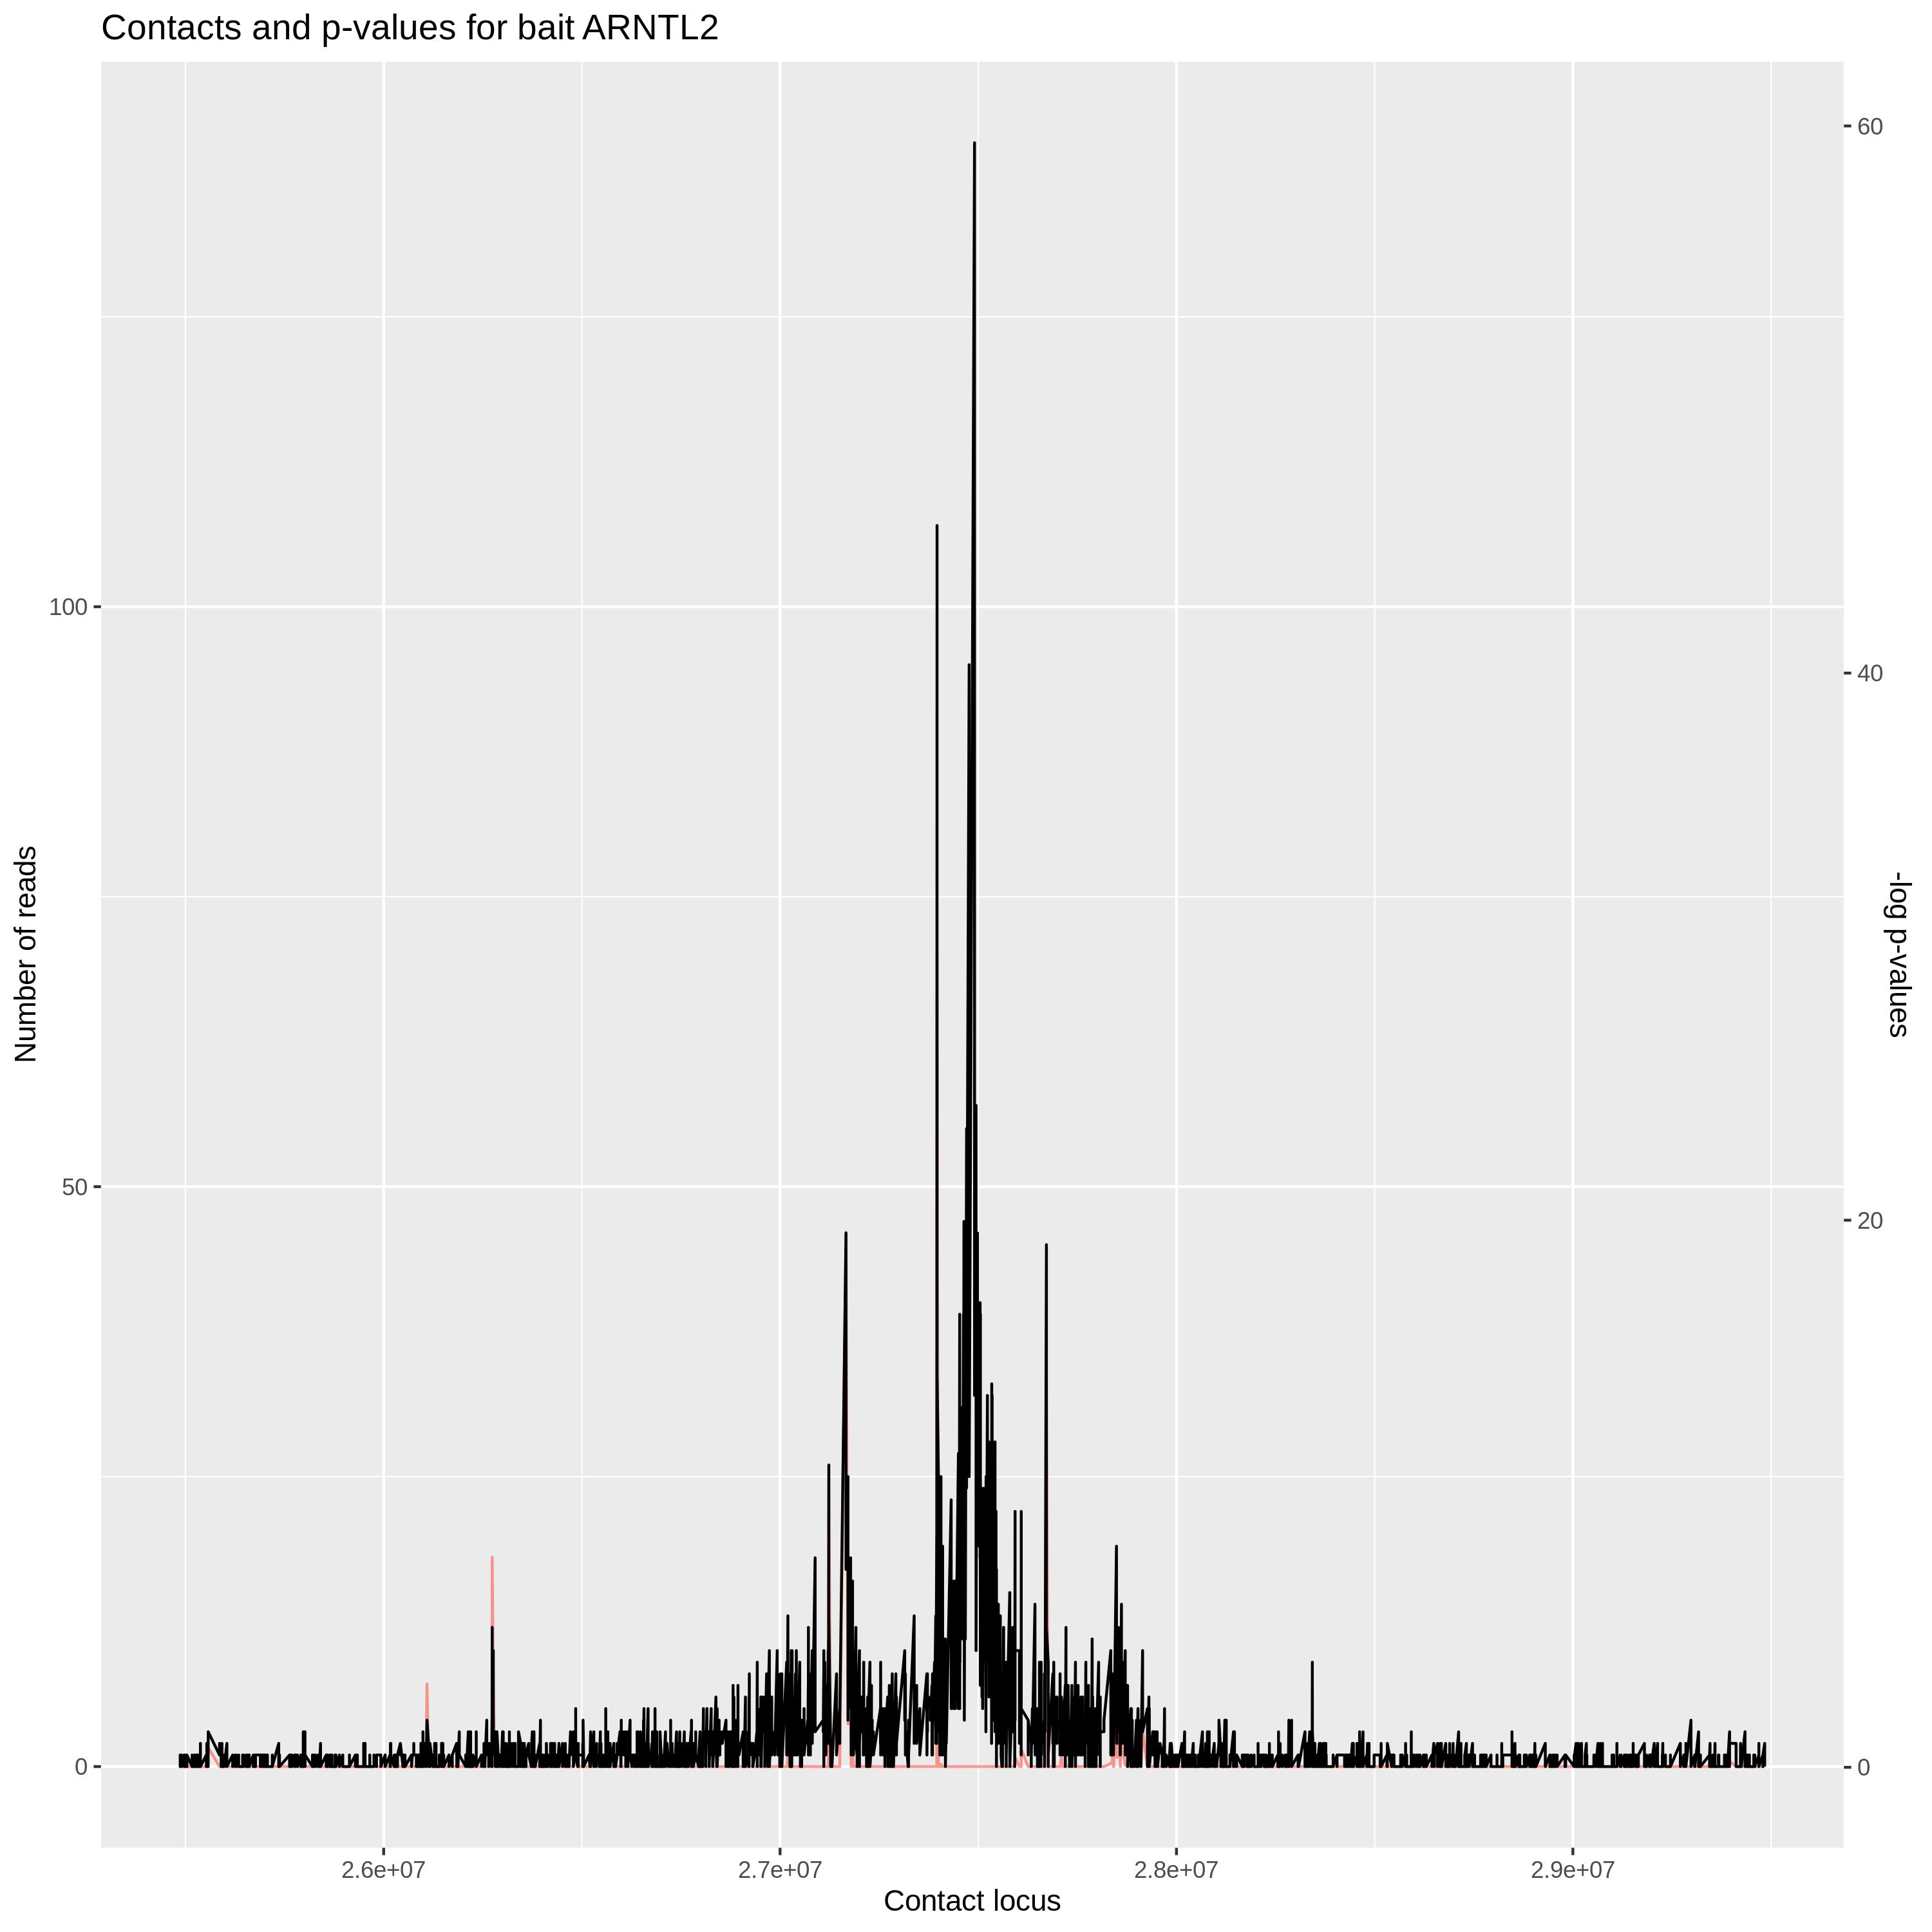 Contacts and p-values for bait ARNTL2
60
100
40
Number of reads
-log p-values
50
20
0
0
2.6e+07
2.7e+07
2.8e+07
2.9e+07
Contact locus